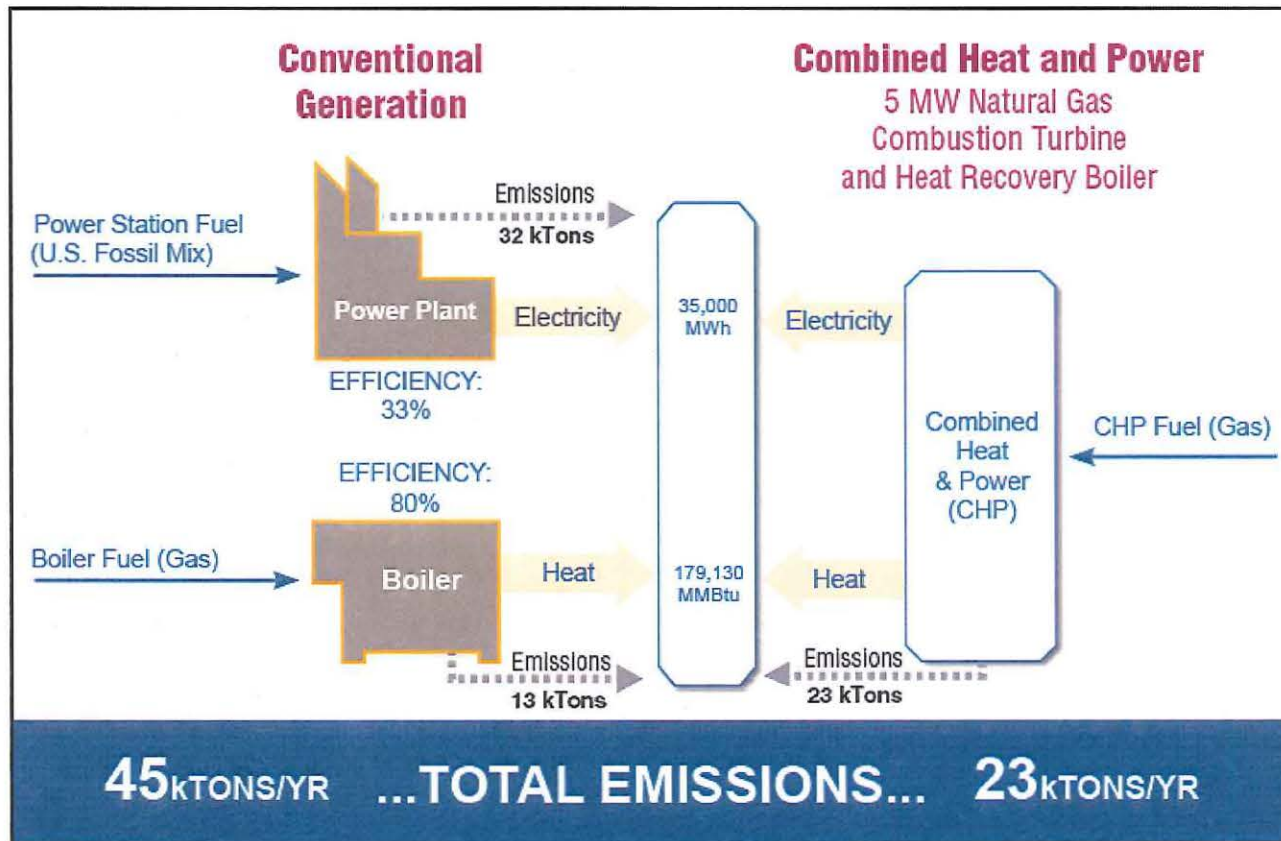 Conventional
Generation
Combined Heat and Power
5 MW Natural Gas
Combustion Turbine
and Heat Recovery Boiler
Power Station Fuel
(U.S. Fossil Mix)
Emissions
32 kTons
Power Plant
Electricity
35,000
MWh
Electricity
EFFICIENCY:
33%
Combined
Heat
& Power
(CHP)
CHP Fuel (Gas)
EFFICIENCY:
80%
Boiler Fuel (Gas)
Boiler
Heat
179,130
MMBtu
Heat
Emissions
13 kTons
Emissions
23 kTons
45kTONS/YR ...TOTAL EMISSIONS... 23kTONS/YR